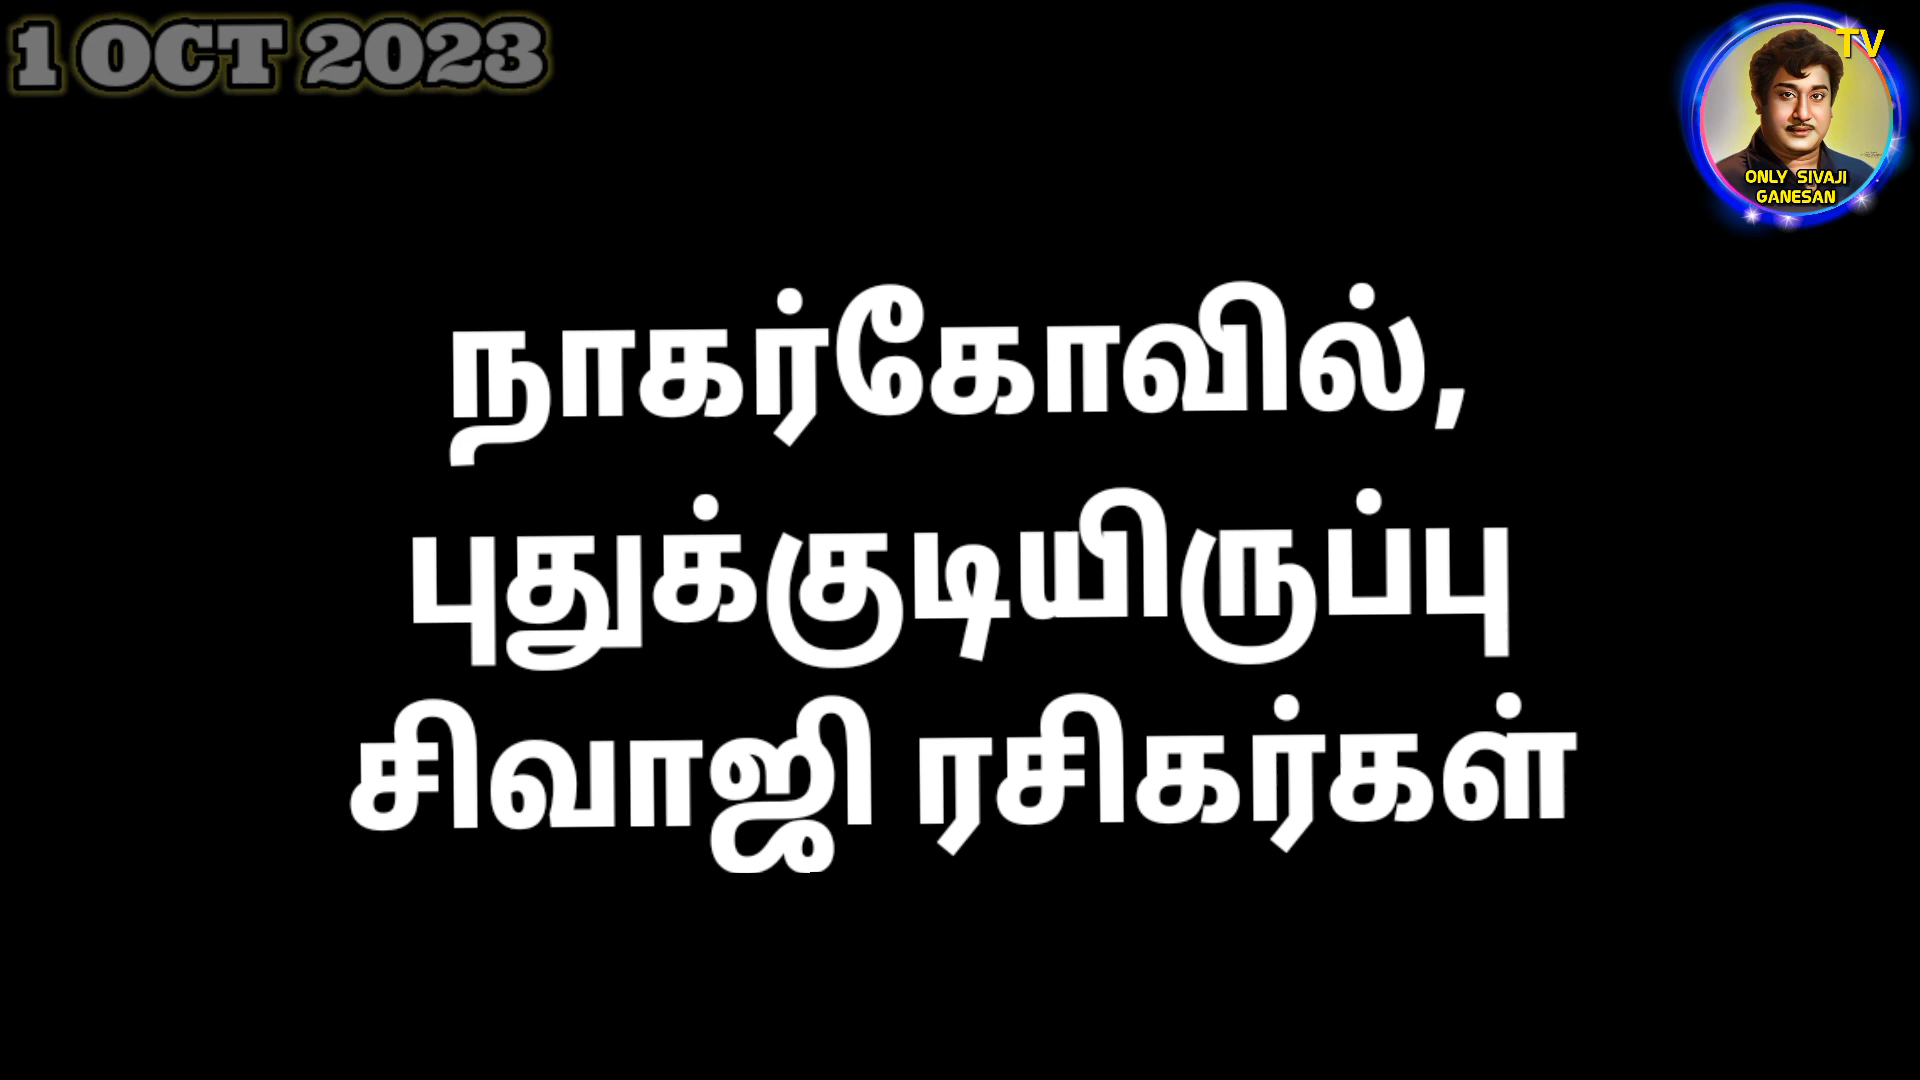 1 OCT 2023
TV
ONLY SIVAJI
GANESAN
நாகர்கோவில்,
புதுக்குடியிருப்பு
சிவாஜி ரசிகர்கள்